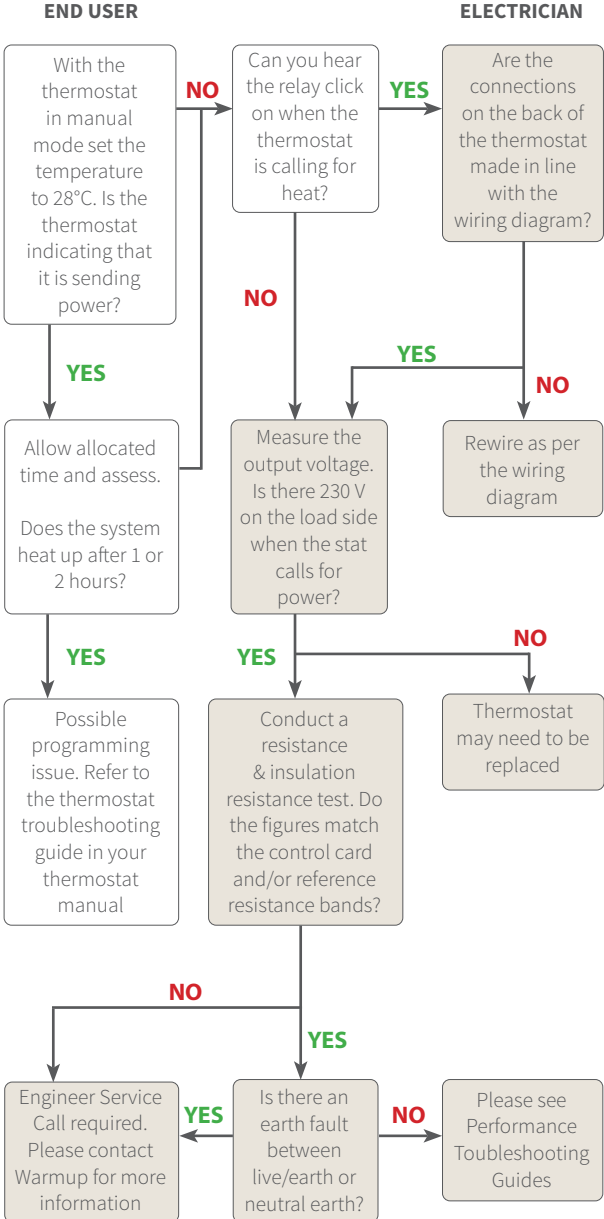 END USER
ELECTRICIAN
With the
thermostat
in manual
mode set the
temperature
to 28°C. Is the
thermostat
indicating that
it is sending
power?
NO
Can you hear
the relay click
on when the
thermostat
is calling for
heat?
YES
Are the
connections
on the back of
the thermostat
made in line
with the
wiring diagram?
YES
NO
YES
NO
Allow allocated
time and assess.
Does the system
heat up after 1 or
2 hours?
Measure the
output voltage.
Is there 230 V
on the load side
when the stat
calls for
power?
Rewire as per
the wiring
diagram
YES
YES
NO
Possible
programming
issue. Refer to
the thermostat
troubleshooting
guide in your
thermostat
manual
Conduct a
resistance
& insulation
resistance test. Do
the figures match
the control card
and/or reference
resistance bands?
Thermostat
may need to be
replaced
NO
YES
Engineer Service
Call required.
Please contact
Warmup for more
information
YES
Is there an
earth fault
between
live/earth or
neutral earth?
NO
Please see
Performance
Toubleshooting
Guides